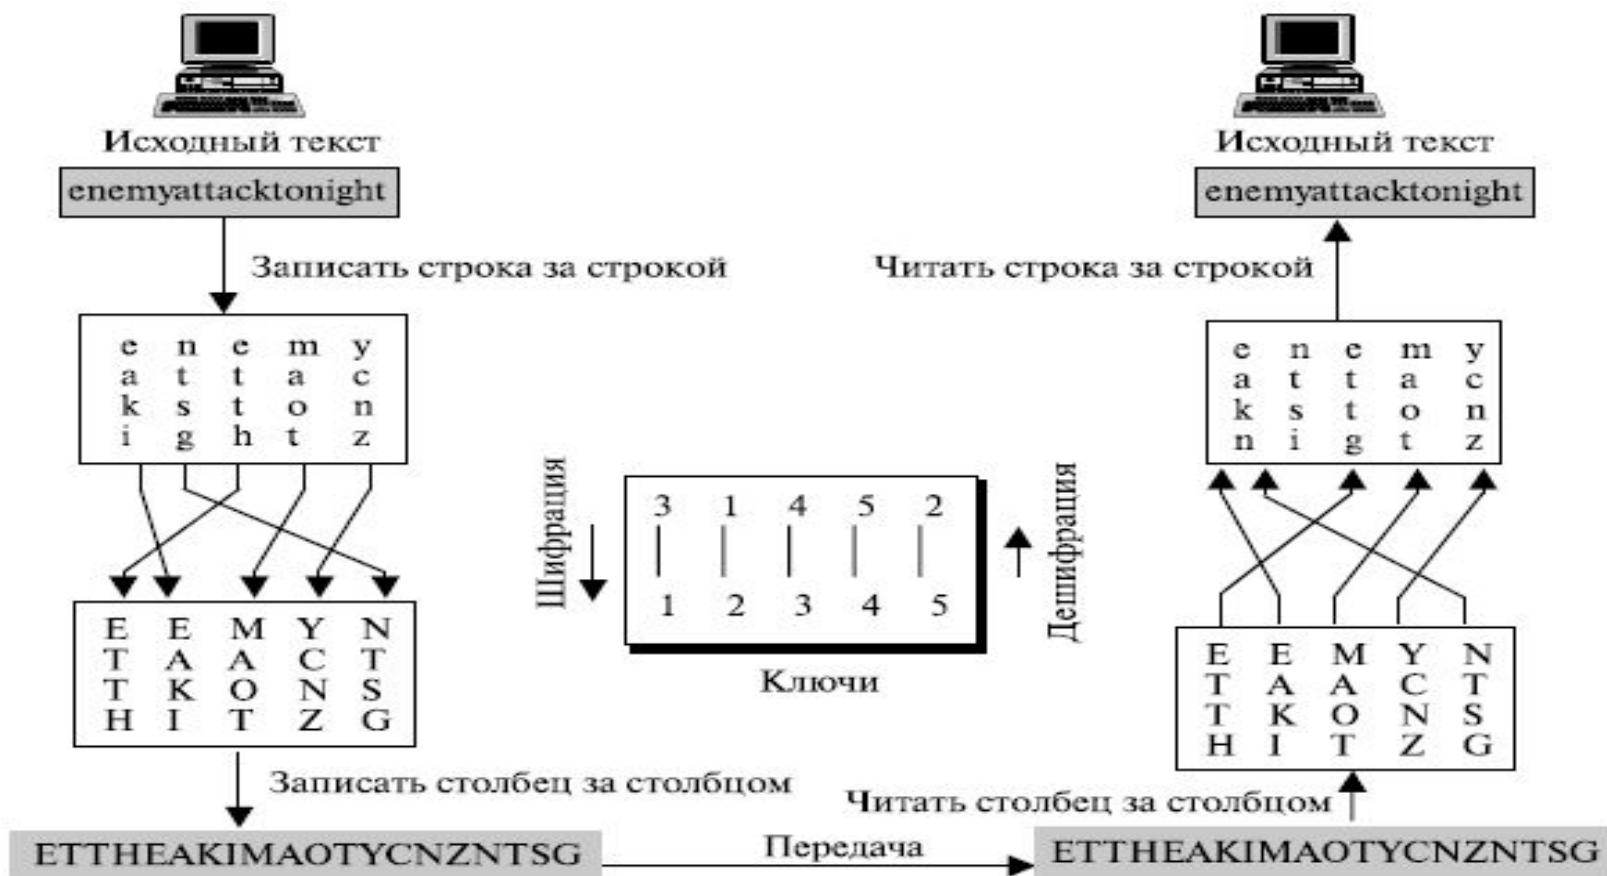 Исходный текст
enemyattacktonight
Записать строка за строкой
e n e m y
a t t a c
k s t o n
i g h t z
E E M Y N
T A A C T
T K O N S
H I T Z G
Записать столбец за столбцом
ETTHEAKIMAOTYCNZNTSG
Шифрация
3 1 4 5 2
1 2 3 4 5
Ключи
Дешифрация
Передача
Исходный текст
enemyattacktonight
Читать строка за строкой
e n e m y
a t t a c
k s t o n
n i g t z
E E M Y N
T A A C T
T K O N S
H I T Z G
Читать столбец за столбцом
ETTHEAKIMAOTYCNZNTSG